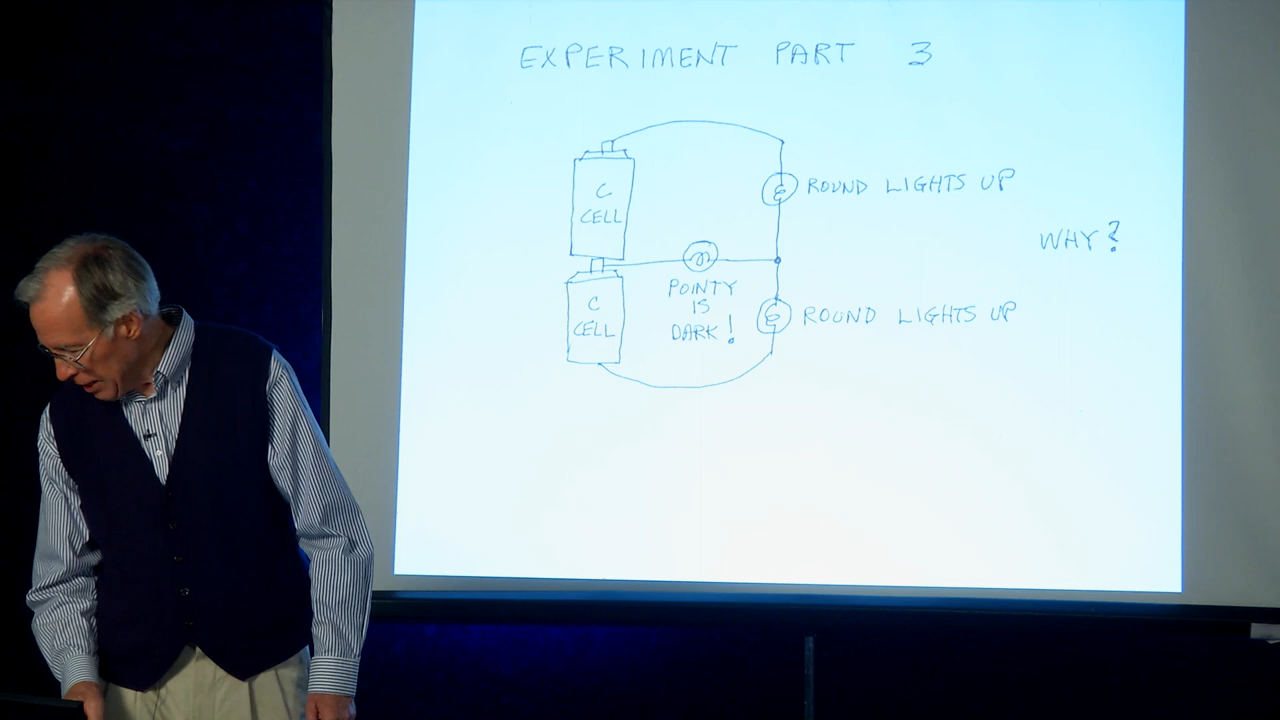 EXPERIMENT PART 3
C
CELL
ROUND LIGHTS UP
WHY?
C
CELL
POINTY
IS
DARK!
ROUND LIGHTS UP